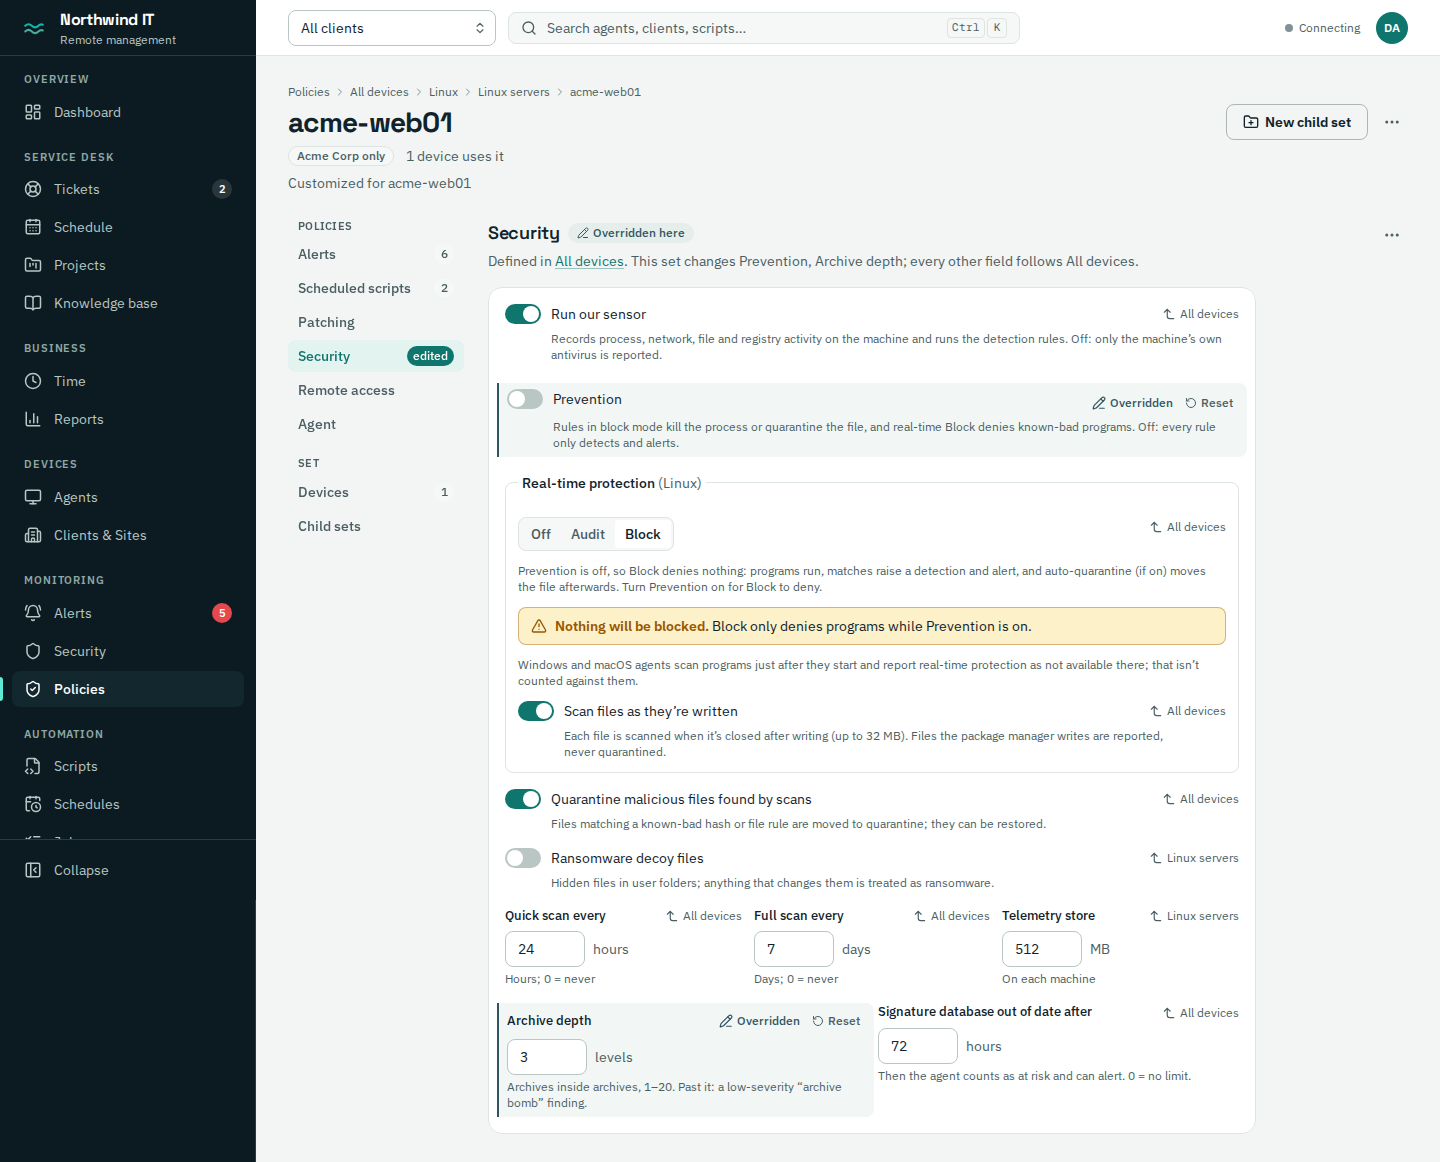 Northwind IT
Remote management
All clients
Search agents, clients, scripts...
Ctrl K
Connecting
DA
OVERVIEW
Dashboard
SERVICE DESK
Tickets 2
Schedule
Projects
Knowledge base
BUSINESS
Time
Reports
DEVICES
Agents
Clients & Sites
MONITORING
Alerts 5
Security
Policies
AUTOMATION
Scripts
Schedules
Collapse
Policies > All devices > Linux > Linux servers > acme-web01
acme-web01
New child set
Acme Corp only 1 device uses it
Customized for acme-web01
POLICIES
Alerts 6
Scheduled scripts 2
Patching
Security edited
Remote access
Agent
SET
Devices 1
Child sets
Security Overridden here
Defined in All devices. This set changes Prevention, Archive depth; every other field follows All devices.
Run our sensor All devices
Records process, network, file and registry activity on the machine and runs the detection rules. Off: only the machine’s own
antivirus is reported.
Prevention Overridden Reset
Rules in block mode kill the process or quarantine the file, and real-time Block denies known-bad programs. Off: every rule
only detects and alerts.
Real-time protection (Linux)
Off Audit Block All devices
Prevention is off, so Block denies nothing: programs run, matches raise a detection and alert, and auto-quarantine (if on) moves
the file afterwards. Turn Prevention on for Block to deny.
Nothing will be blocked. Block only denies programs while Prevention is on.
Windows and macOS agents scan programs just after they start and report real-time protection as not available there; that isn’t
counted against them.
Scan files as they’re written All devices
Each file is scanned when it’s closed after writing (up to 32 MB). Files the package manager writes are reported,
never quarantined.
Quarantine malicious files found by scans All devices
Files matching a known-bad hash or file rule are moved to quarantine; they can be restored.
Ransomware decoy files Linux servers
Hidden files in user folders; anything that changes them is treated as ransomware.
Quick scan every All devices Full scan every All devices Telemetry store Linux servers
24 hours 7 days 512 MB
Hours; 0 = never Days; 0 = never On each machine
Archive depth Overridden Reset
3 levels
Archives inside archives, 1–20. Past it: a low-severity “archive
bomb” finding.
Signature database out of date after All devices
72 hours
Then the agent counts as at risk and can alert. 0 = no limit.